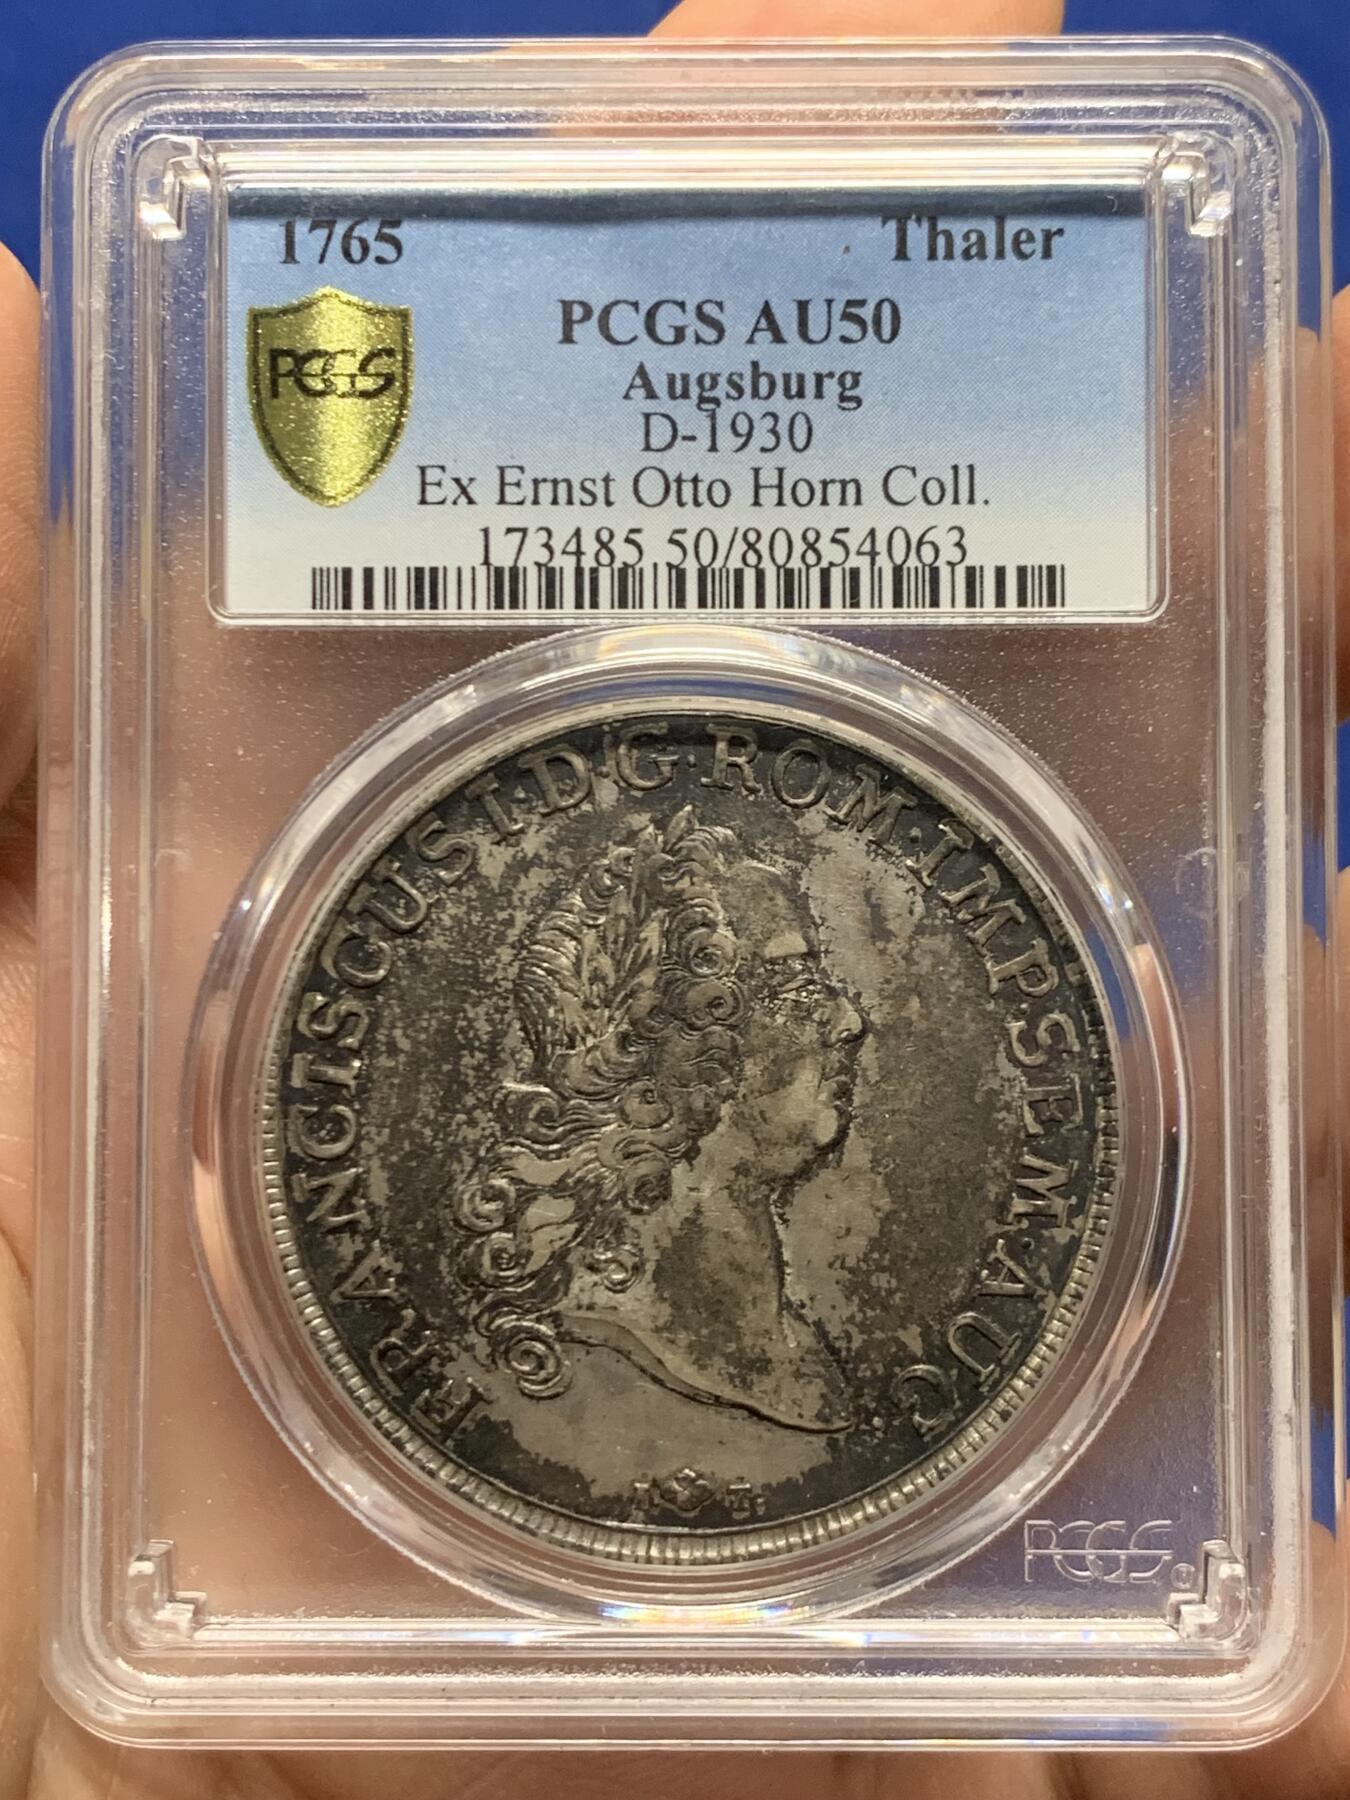 1765 Thaler
PCGS AU50
PCGS
Augsburg
D-1930
Ex Ernst Otto Horn Coll.
173485.50/80854063
FRANCISCUS I·D·G·ROM·IMP·SEM·AUG
PCGS